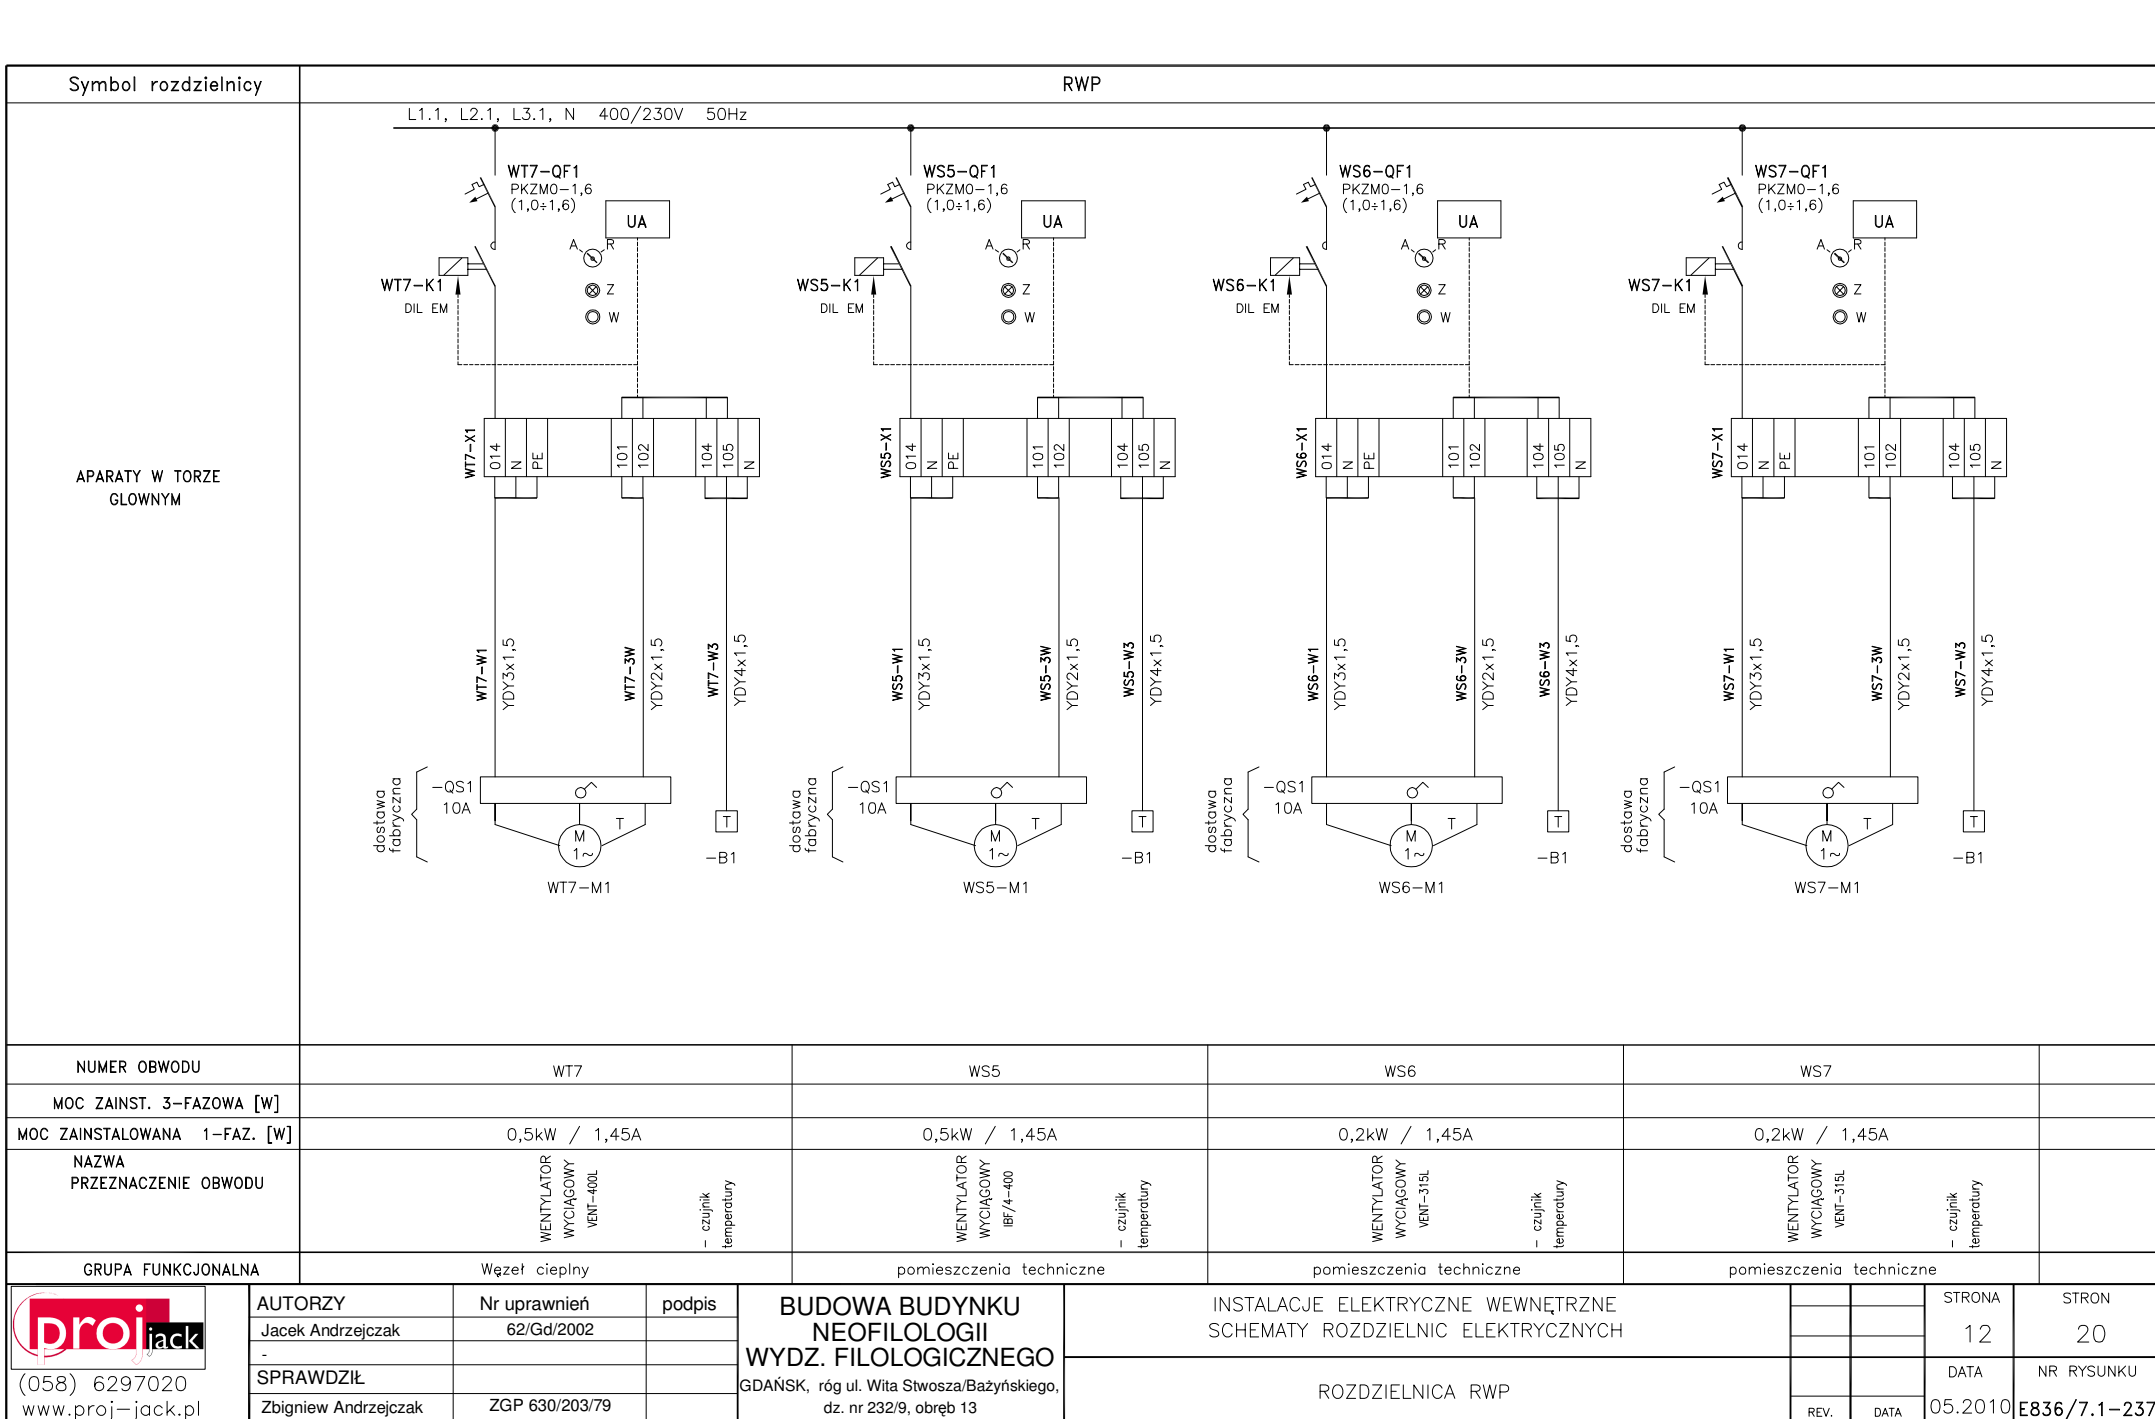 Symbol rozdzielnicy
RWP
L1.1, L2.1, L3.1, N 400/230V 50Hz
APARATY W TORZE
GLOWNYM
WT7-QF1
PKZM0-1,6
(1,0÷1,6)
UA
A R
Z
W
WT7-K1
DIL EM
WT7-X1
014 N PE 101 102 104 105 N
WT7-W1
YDY3x1,5
WT7-3W
YDY2x1,5
WT7-W3
YDY4x1,5
dostawa
fabryczna
-QS1
10A
M
1~
T
T
-B1
WT7-M1
WS5-QF1
PKZM0-1,6
(1,0÷1,6)
UA
A R
Z
W
WS5-K1
DIL EM
WS5-X1
014 N PE 101 102 104 105 N
WS5-W1
YDY3x1,5
WS5-3W
YDY2x1,5
WS5-W3
YDY4x1,5
dostawa
fabryczna
-QS1
10A
M
1~
T
T
-B1
WS5-M1
WS6-QF1
PKZM0-1,6
(1,0÷1,6)
UA
A R
Z
W
WS6-K1
DIL EM
WS6-X1
014 N PE 101 102 104 105 N
WS6-W1
YDY3x1,5
WS6-3W
YDY2x1,5
WS6-W3
YDY4x1,5
dostawa
fabryczna
-QS1
10A
M
1~
T
T
-B1
WS6-M1
WS7-QF1
PKZM0-1,6
(1,0÷1,6)
UA
A R
Z
W
WS7-K1
DIL EM
WS7-X1
014 N PE 101 102 104 105 N
WS7-W1
YDY3x1,5
WS7-3W
YDY2x1,5
WS7-W3
YDY4x1,5
dostawa
fabryczna
-QS1
10A
M
1~
T
T
-B1
WS7-M1
NUMER OBWODU
WT7 WS5 WS6 WS7
MOC ZAINST. 3-FAZOWA [W]
MOC ZAINSTALOWANA 1-FAZ. [W]
0,5kW / 1,45A 0,5kW / 1,45A 0,2kW / 1,45A 0,2kW / 1,45A
NAZWA
PRZEZNACZENIE OBWODU
WENTYLATOR
WYCIĄGOWY
VENT-400L
- czujnik
temperatury
WENTYLATOR
WYCIĄGOWY
IBF/4-400
- czujnik
temperatury
WENTYLATOR
WYCIĄGOWY
VENT-315L
- czujnik
temperatury
WENTYLATOR
WYCIĄGOWY
VENT-315L
- czujnik
temperatury
GRUPA FUNKCJONALNA
Węzeł cieplny
pomieszczenia techniczne
pomieszczenia techniczne
pomieszczenia techniczne
projjack
(058) 6297020
www.proj-jack.pl
AUTORZY Nr uprawnień podpis
Jacek Andrzejczak 62/Gd/2002
-
SPRAWDZIŁ
Zbigniew Andrzejczak ZGP 630/203/79
BUDOWA BUDYNKU
NEOFILOLOGII
WYDZ. FILOLOGICZNEGO
GDAŃSK, róg ul. Wita Stwosza/Bażyńskiego,
dz. nr 232/9, obręb 13
INSTALACJE ELEKTRYCZNE WEWNĘTRZNE
SCHEMATY ROZDZIELNIC ELEKTRYCZNYCH
ROZDZIELNICA RWP
REV. DATA
STRONA
12
STRON
20
DATA
05.2010
NR RYSUNKU
E836/7.1-237